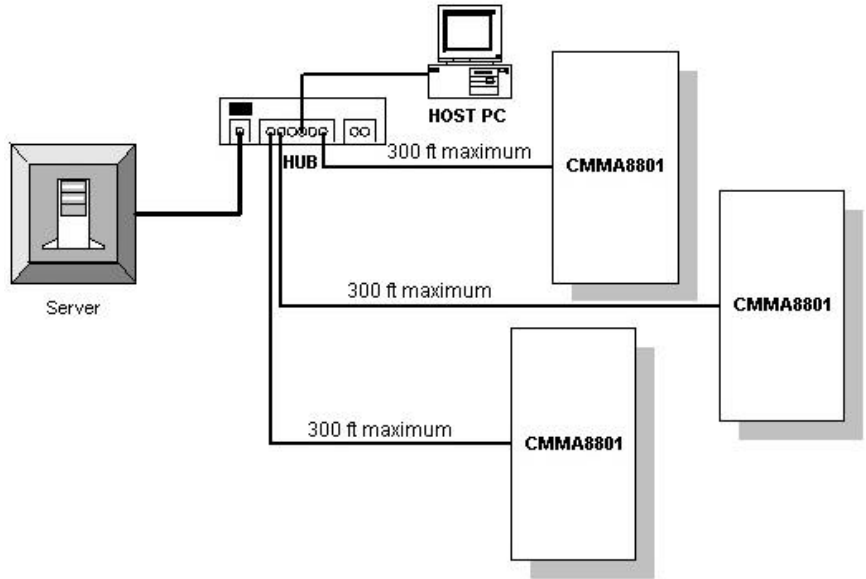 HOST PC
HUB
300 ft maximum
CMMA8801
Server
300 ft maximum
CMMA8801
300 ft maximum
CMMA8801